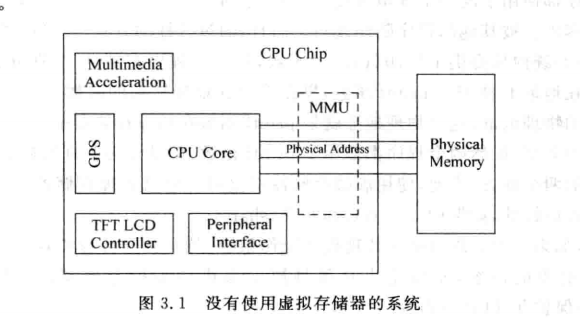 。
CPU Chip
Multimedia
Acceleration
MMU
GPS
CPU Core
Physical Address
Physical
Memory
TFT LCD
Controller
Peripheral
Interface
图 3.1 没有使用虚拟存储器的系统